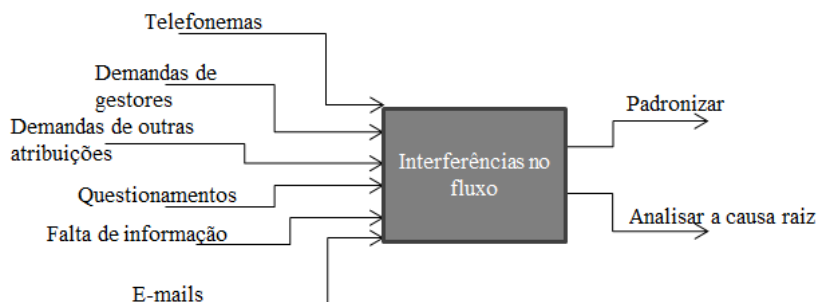 Telefonemas
Demandas de
gestores
Demandas de outras
atribuições
Questionamentos
Falta de informação
E-mails
Interferências no
fluxo
Padronizar
Analisar a causa raiz